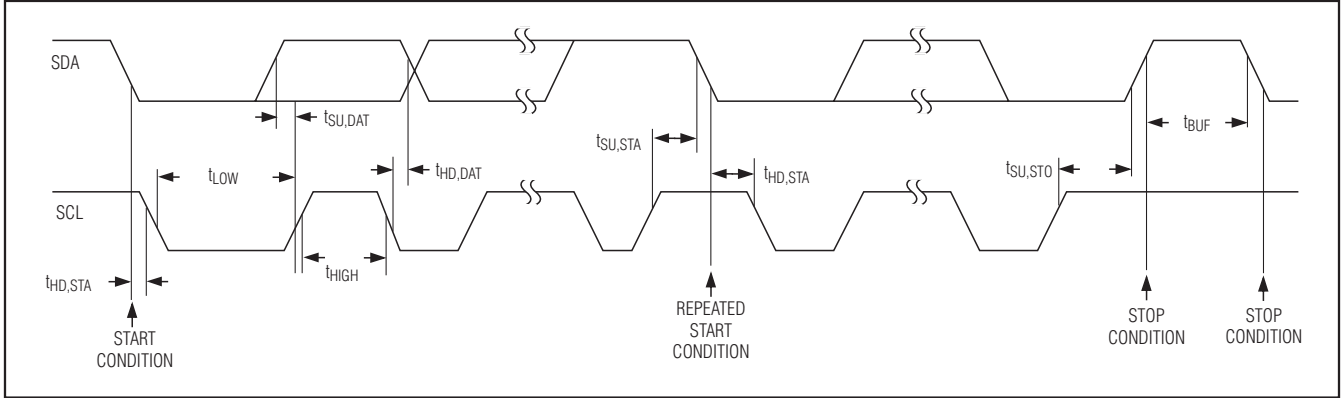 SDA
tSU,DAT
tLOW
tHD,DAT
tSU,STA
tHD,STA
tBUF
tSU,STO
SCL
tHD,STA
tHIGH
START
CONDITION
REPEATED
START
CONDITION
STOP
CONDITION
STOP
CONDITION